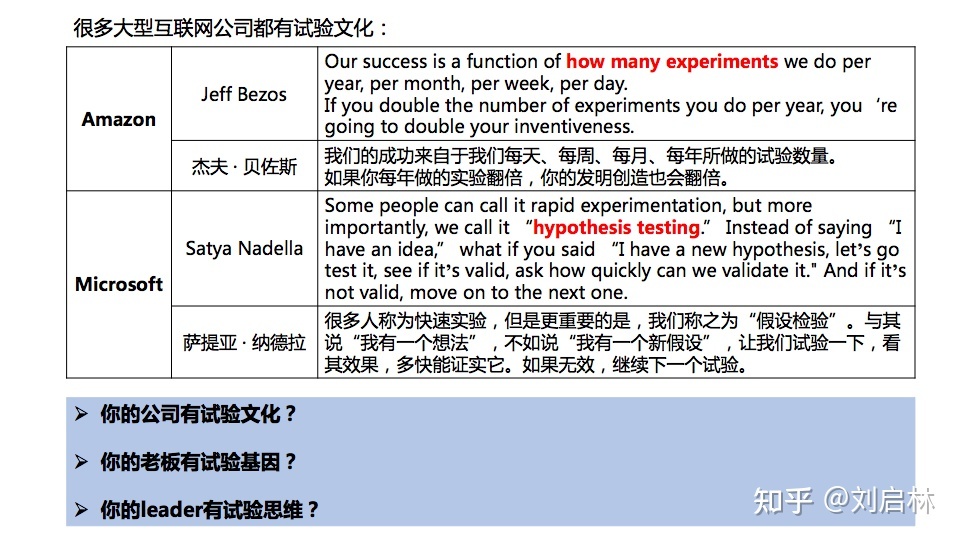 很多大型互联网公司都有试验文化：
Amazon
Jeff Bezos
Our success is a function of how many experiments we do per
year, per month, per week, per day.
If you double the number of experiments you do per year, you‘re
going to double your inventiveness.
杰夫·贝佐斯
我们的成功来自于我们每天、每周、每月、每年所做的试验数量。
如果你每年做的实验翻倍，你的发明创造也会翻倍。
Microsoft
Satya Nadella
Some people can call it rapid experimentation, but more
importantly, we call it “hypothesis testing.” Instead of saying “I
have an idea,” what if you said “I have a new hypothesis, let’s go
test it, see if it’s valid, ask how quickly can we validate it." And if it’s
not valid, move on to the next one.
萨提亚·纳德拉
很多人称为快速实验，但是更重要的是，我们称之为“假设检验”。与其
说“我有一个想法”，不如说“我有一个新假设”，让我们试验一下，看
其效果，多快能证实它。如果无效，继续下一个试验。
➢ 你的公司有试验文化？
➢ 你的老板有试验基因？
➢ 你的leader有试验思维？
知乎 @刘启林